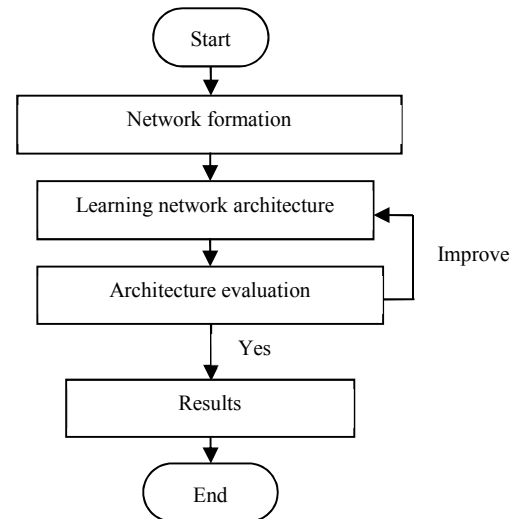 Start
Network formation
Learning network architecture
Improve
Architecture evaluation
Yes
Results
End